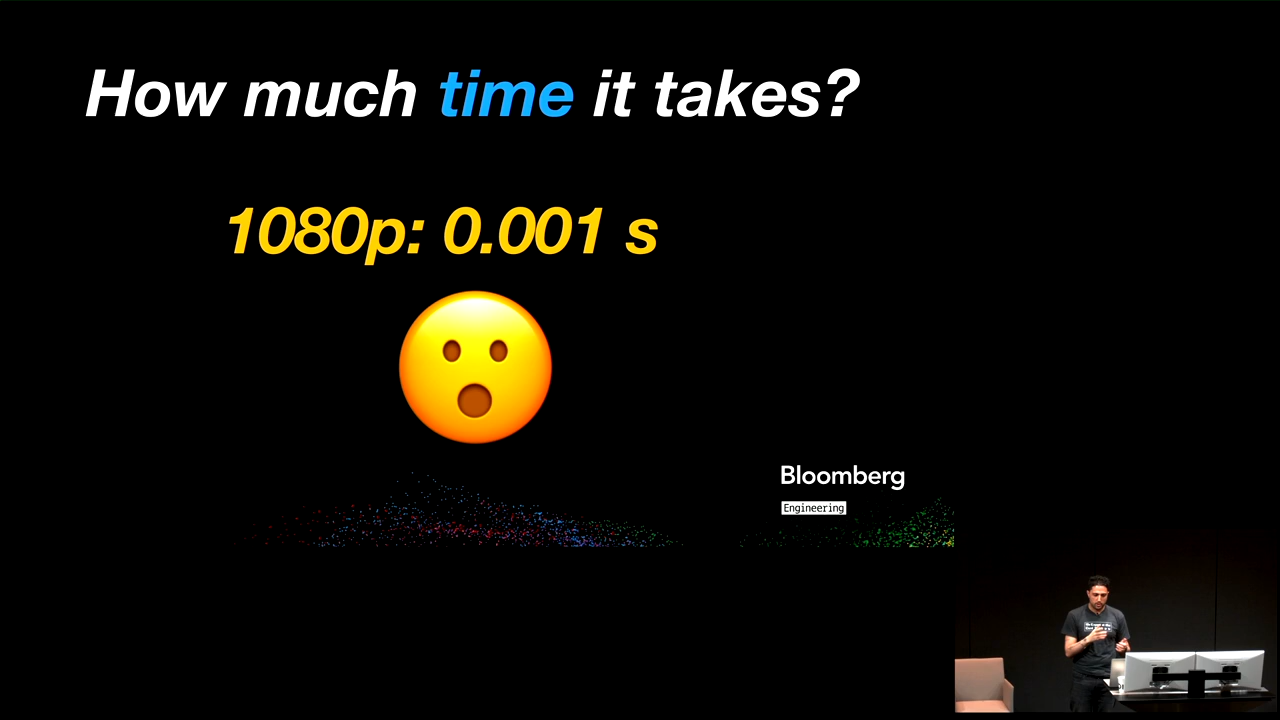 How much time it takes?
1080p: 0.001 s
Bloomberg
Engineering